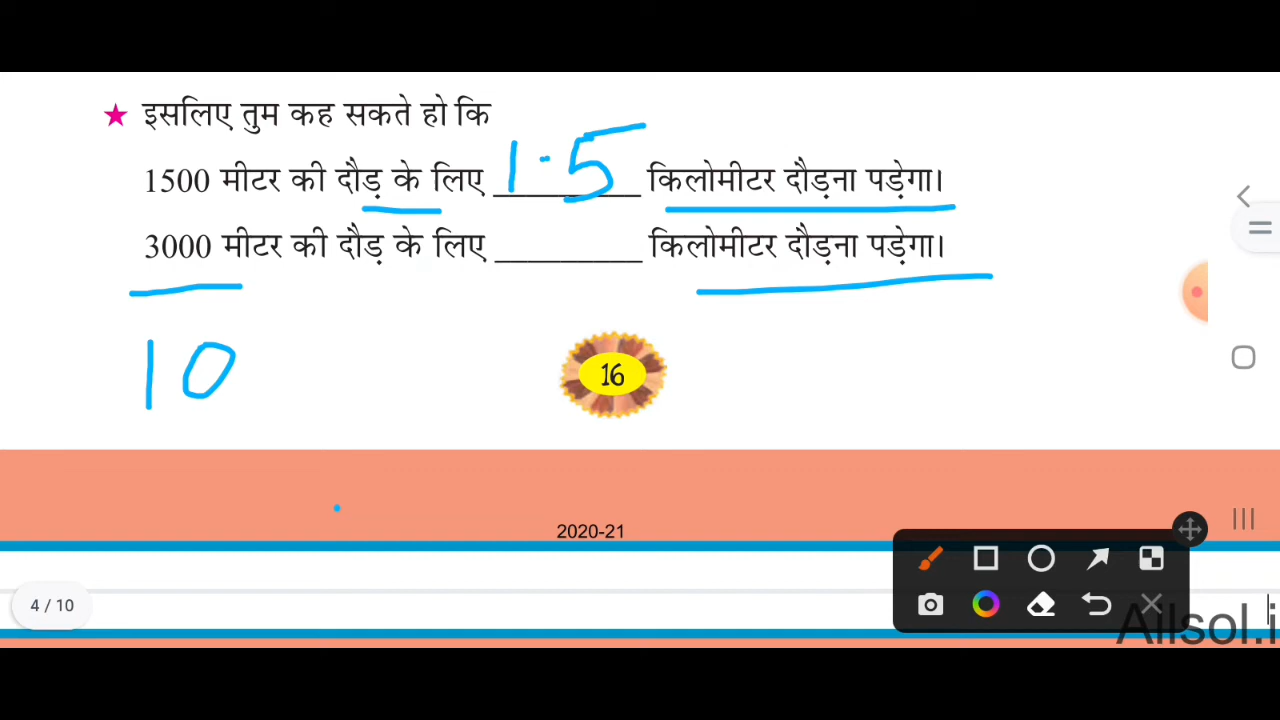 ★ इसलिए तुम कह सकते हो कि
1500 मीटर की दौड़ के लिए 1.5 किलोमीटर दौड़ना पड़ेगा।
3000 मीटर की दौड़ के लिए ________ किलोमीटर दौड़ना पड़ेगा।
10
16
2020-21
4 / 10
Allsol.i